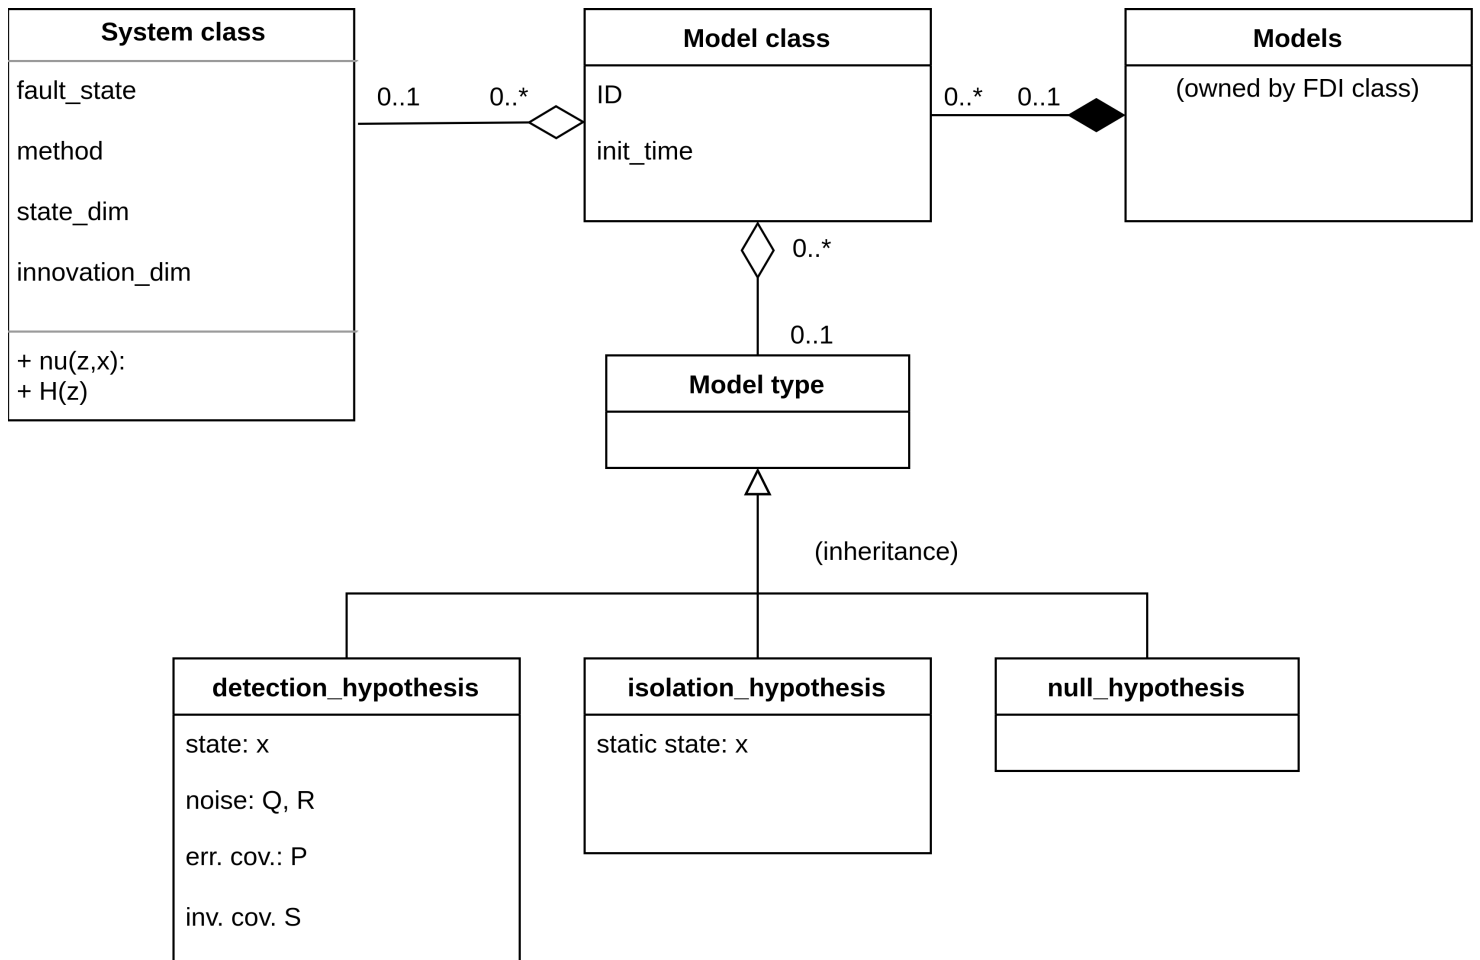 System class
fault_state
method
state_dim
innovation_dim
+ nu(z,x):
+ H(z)
0..1
0..*
Model class
ID
init_time
0..*
0..1
Models
(owned by FDI class)
0..*
0..1
Model type
(inheritance)
detection_hypothesis
state: x
noise: Q, R
err. cov.: P
inv. cov. S
isolation_hypothesis
static state: x
null_hypothesis